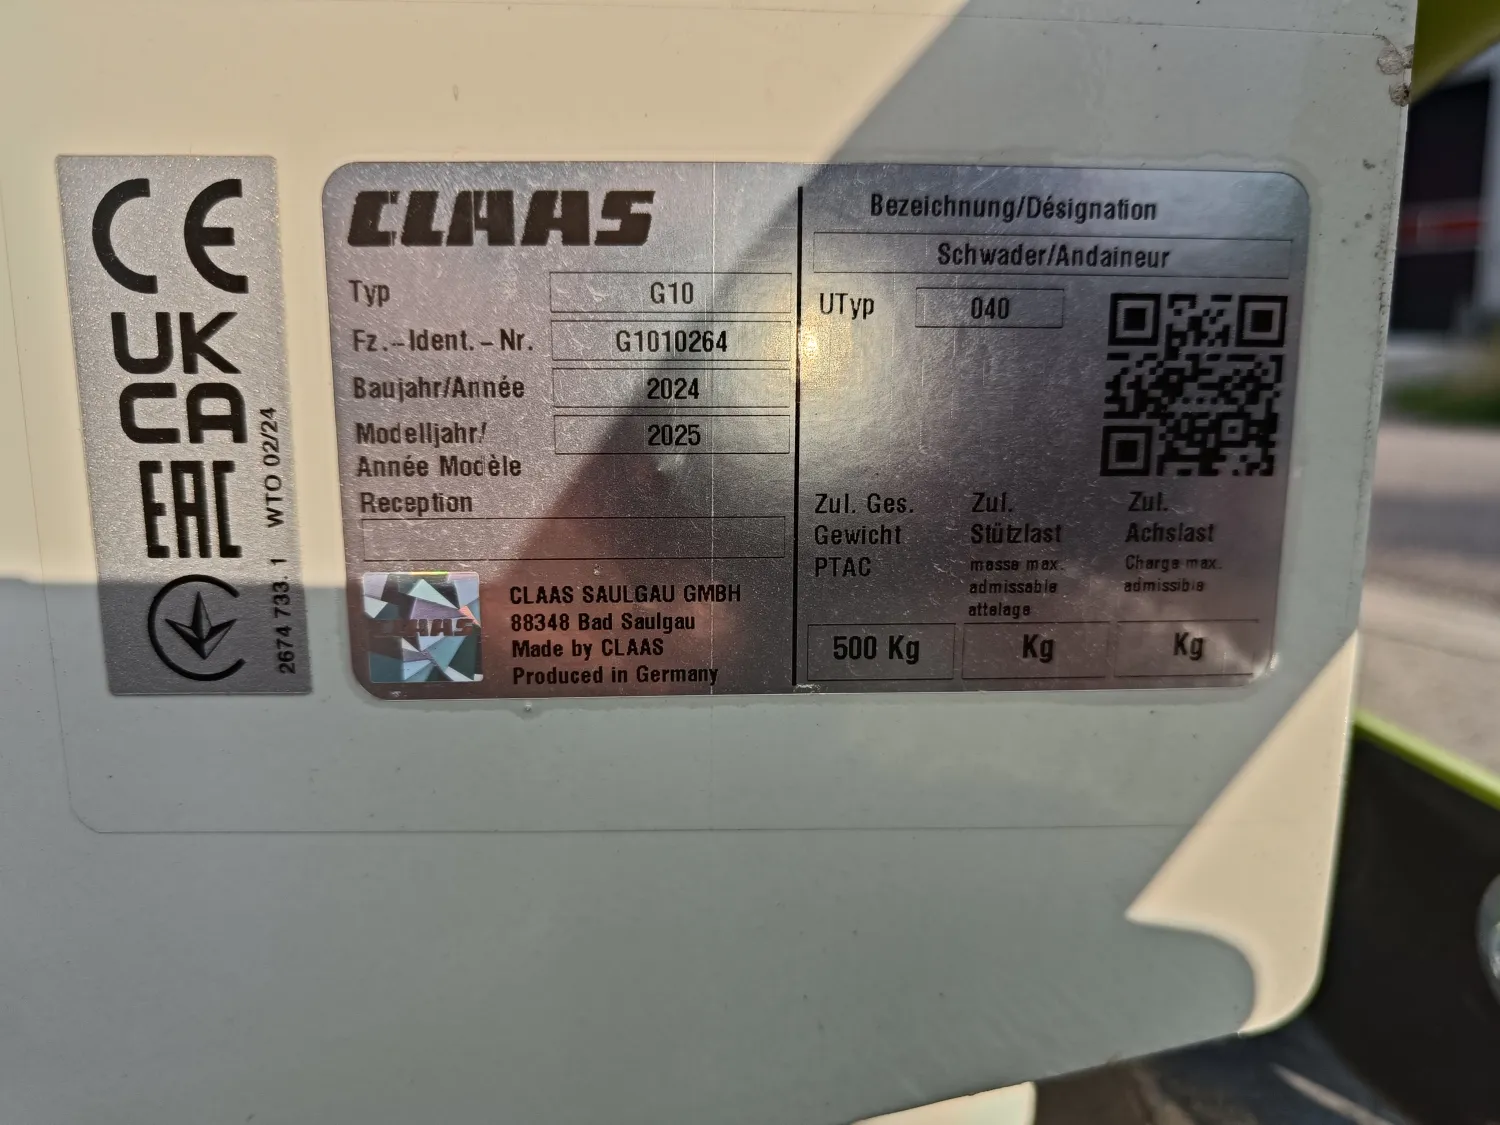 CE
UK
CA
EAC
WTO 02/24
2674 733. 1
CLAAS
Typ G10
Fz.-Ident.-Nr. G1010264
Baujahr/Année 2024
Modelljahr/ 2025
Année Modèle
Reception
CLAAS
CLAAS SAULGAU GMBH
88348 Bad Saulgau
Made by CLAAS
Produced in Germany
Bezeichnung/Désignation
Schwader/Andaineur
UTyp 040
Zul. Ges.
Gewicht
PTAC
500 Kg
Zul.
Stützlast
masse max.
admissable
attelage
Kg
Zul.
Achslast
Charge max.
admissible
Kg